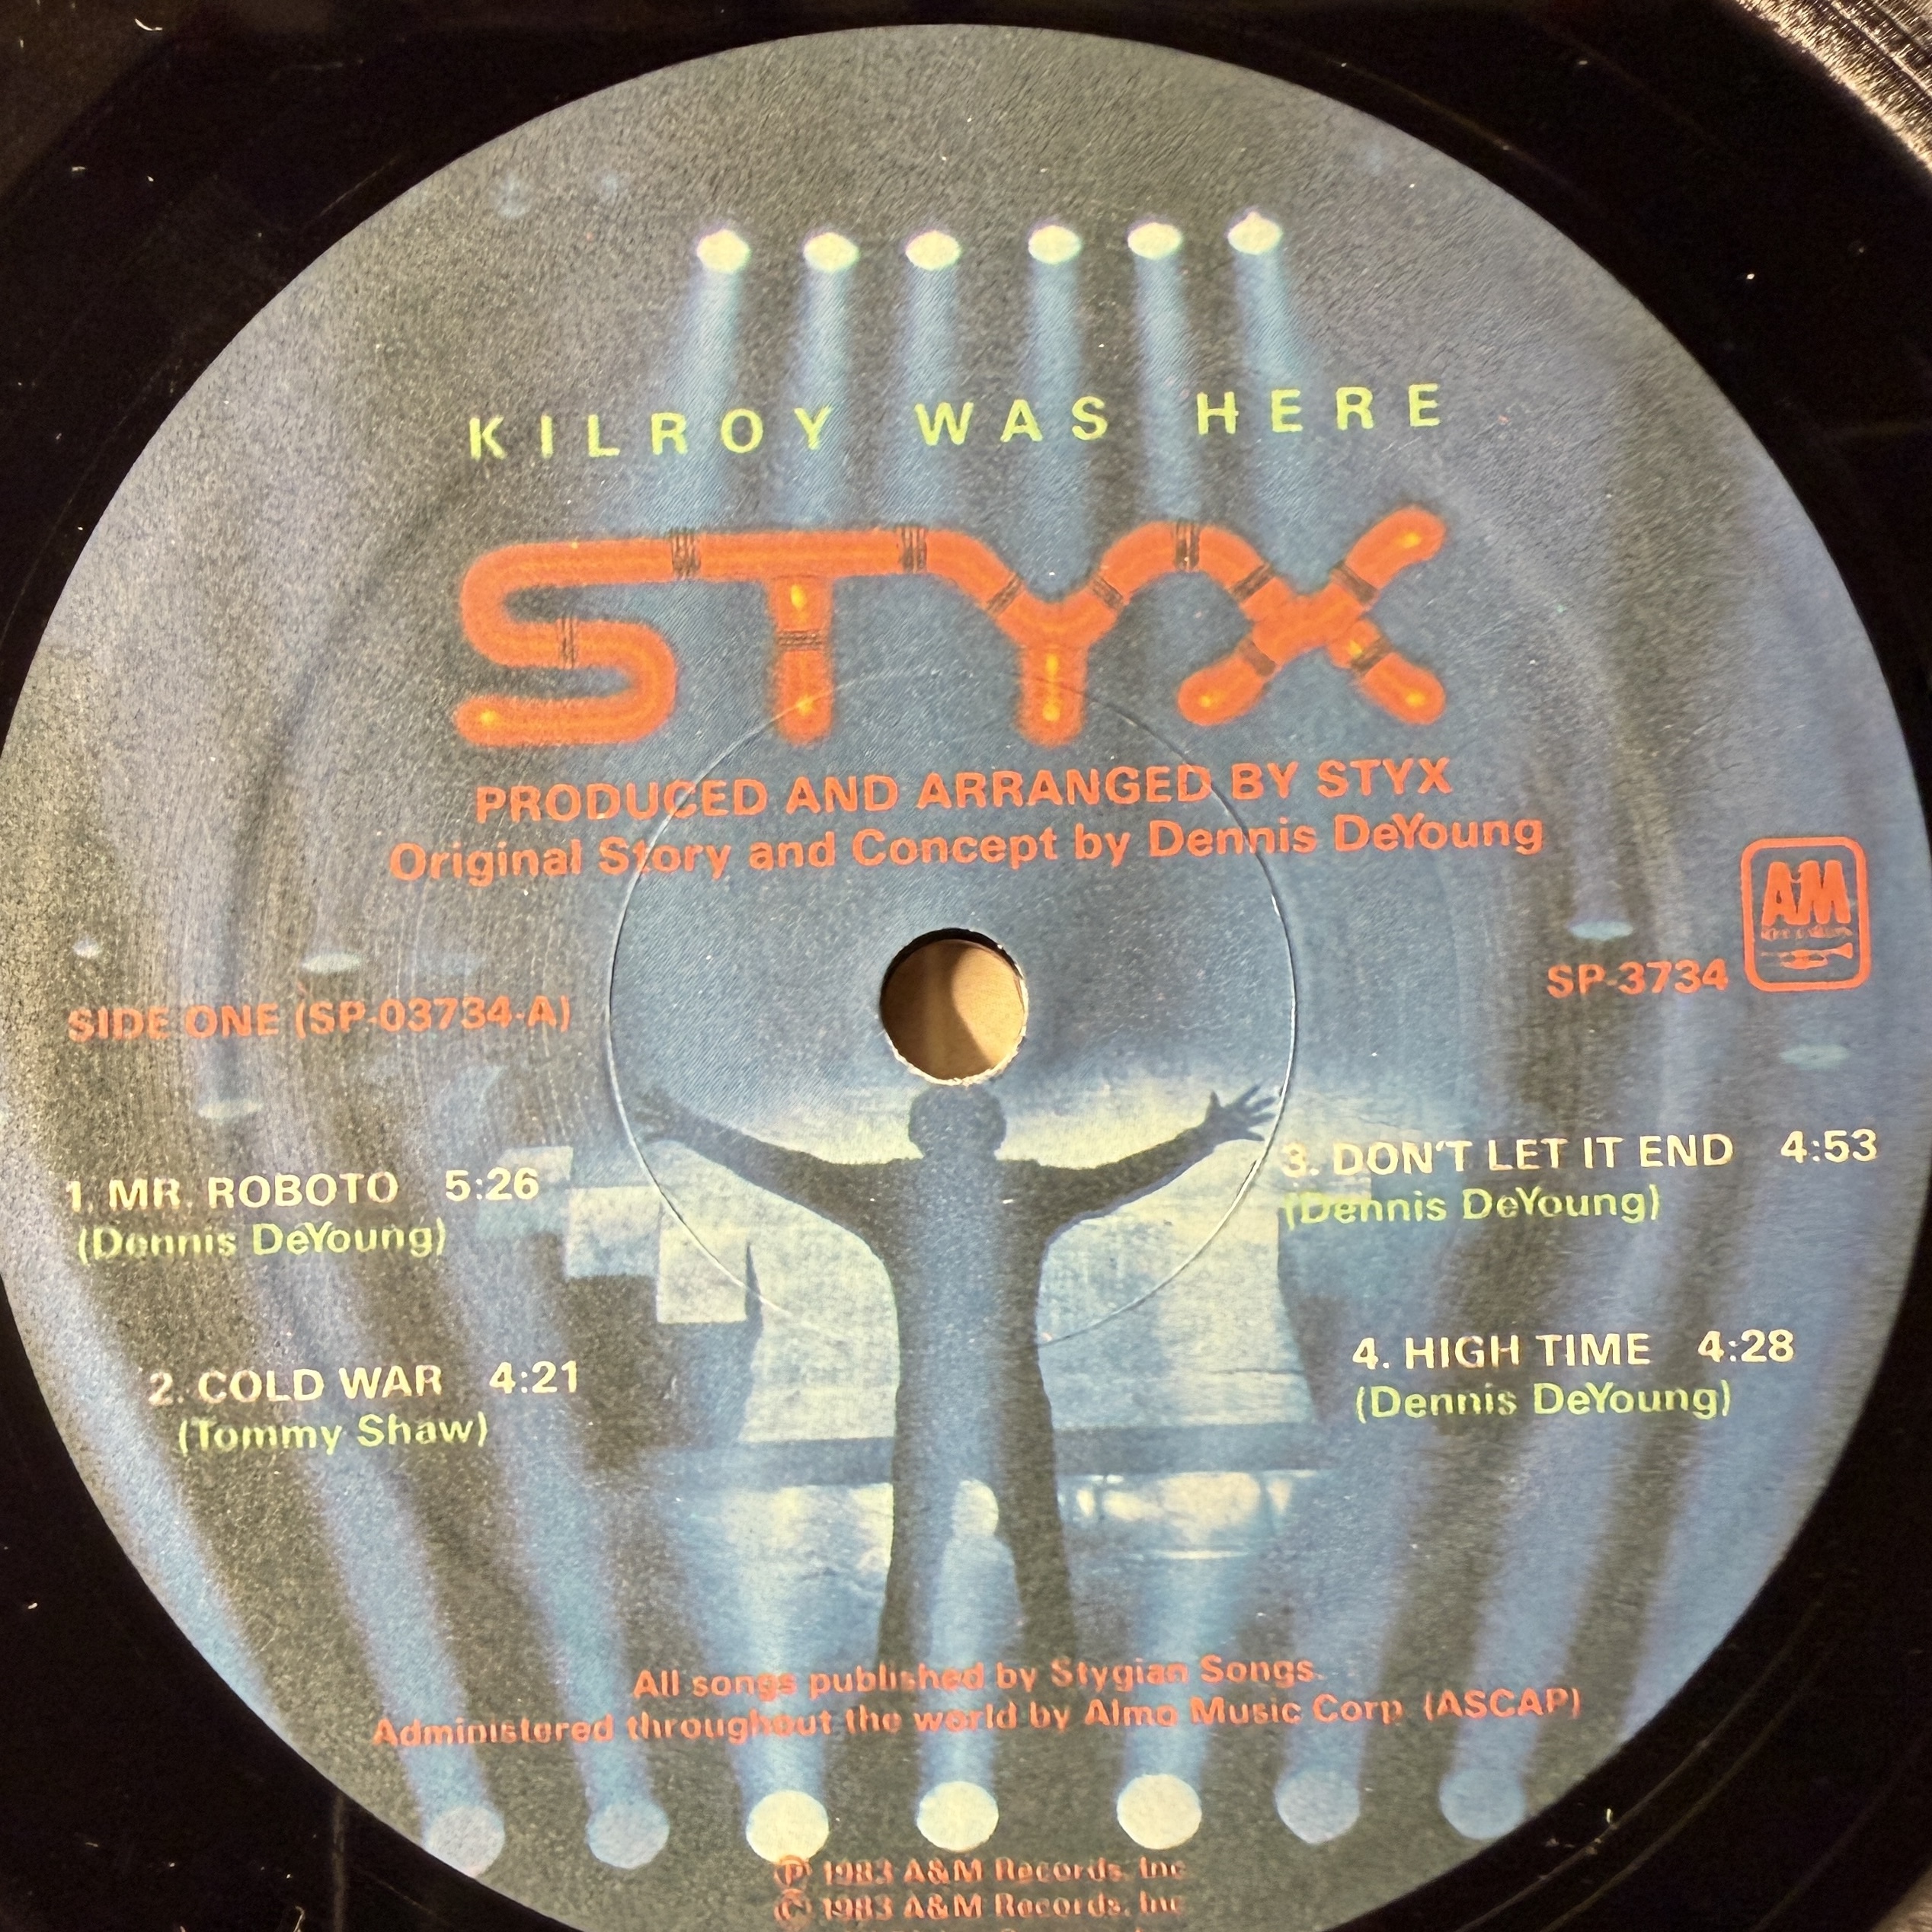 KILROY WAS HERE
STYX
PRODUCED AND ARRANGED BY STYX
Original Story and Concept by Dennis DeYoung
AM
SP-3734
SIDE ONE (SP-03734-A)
1. MR. ROBOTO 5:26
(Dennis DeYoung)
2. COLD WAR 4:21
(Tommy Shaw)
3. DON'T LET IT END 4:53
(Dennis DeYoung)
4. HIGH TIME 4:28
(Dennis DeYoung)
All songs published by Stygian Songs.
Administered throughout the world by Almo Music Corp (ASCAP)
Ⓟ 1983 A&M Records, Inc
© 1983 A&M Records, Inc